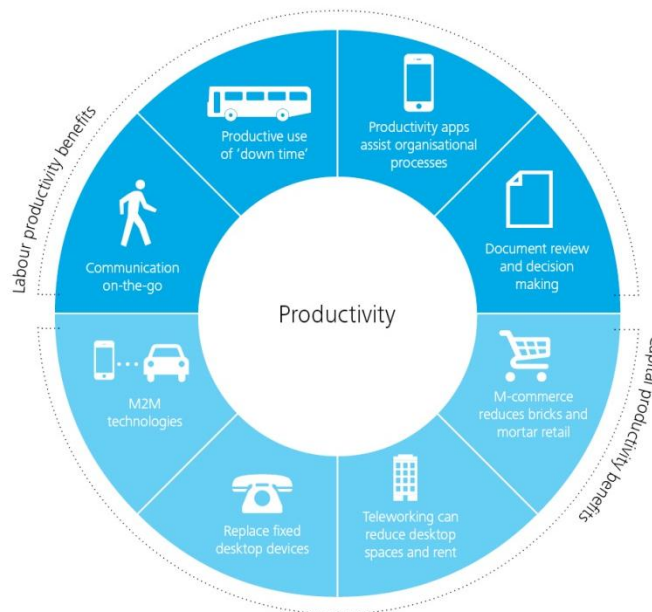 Labour productivity benefits
Productive use
of ‘down time’
Productivity apps
assist organisational
processes
Communication
on-the-go
Document review
and decision
making
Productivity
M2M
technologies
M-commerce
reduces bricks and
mortar retail
Replace fixed
desktop devices
Teleworking can
reduce desktop
spaces and rent
Capital productivity benefits